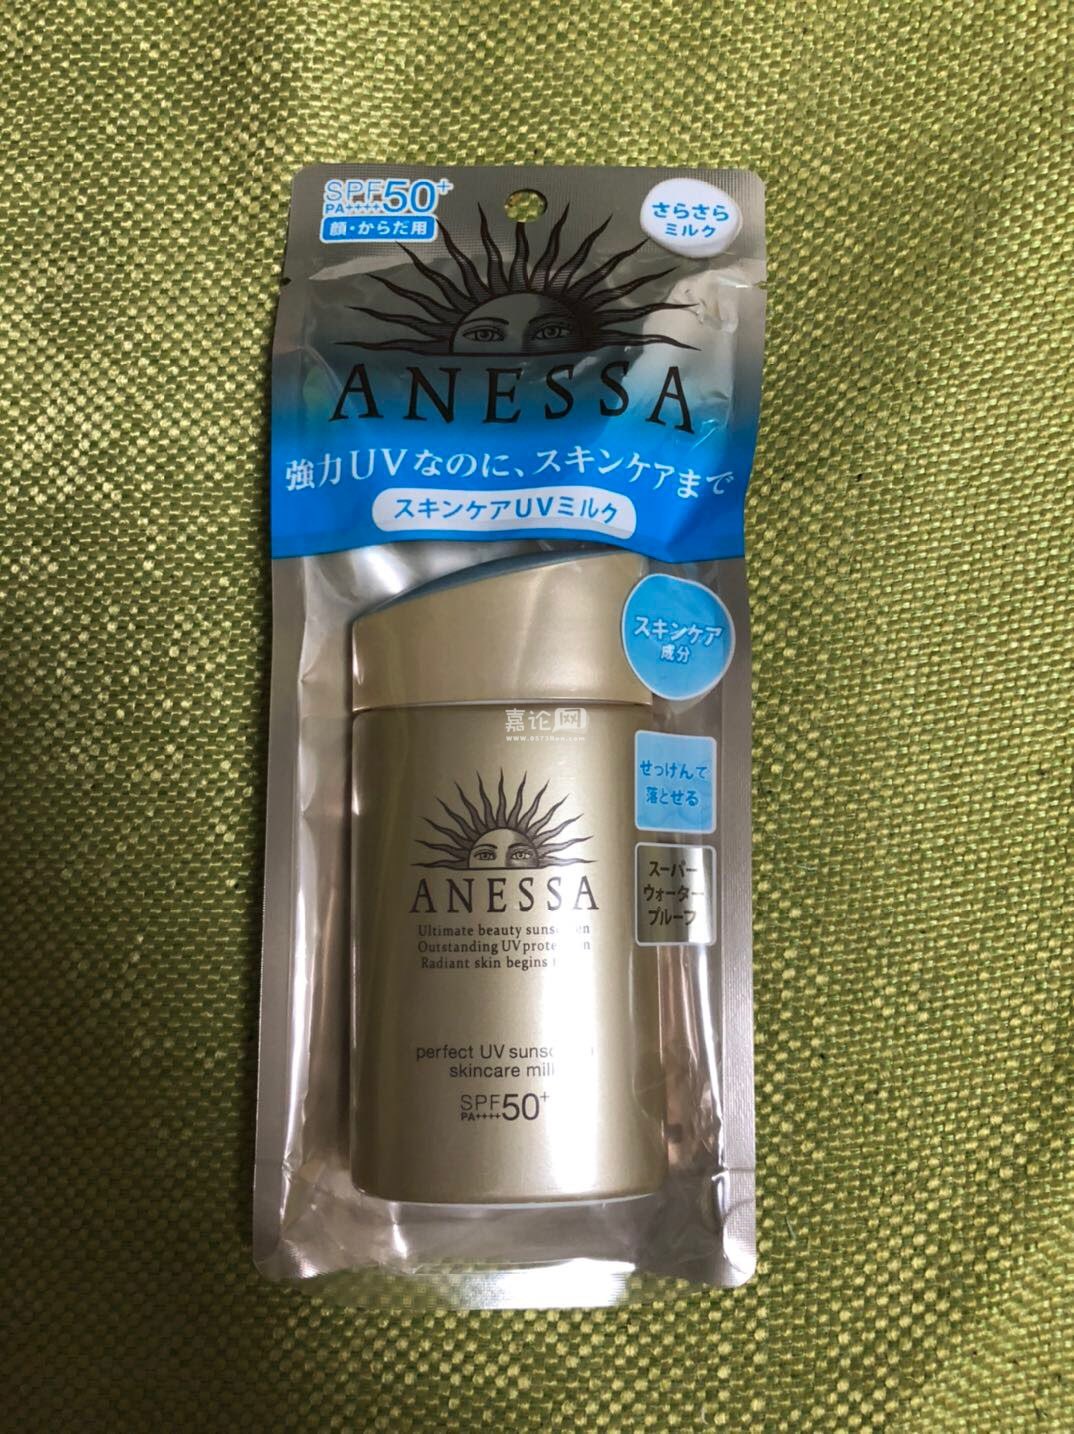 SPF50+
PA++++
顔・からだ用
さらさら
ミルク
ANESSA
強力UVなのに、スキンケアまで
スキンケアUVミルク
スキンケア
成分
せっけんで
落とせる
スーパー
ウォーター
プルーフ
嘉论网
ANESSA
Ultimate beauty
Outstanding UV
Radiant skin begins
perfect UV
skincare
SPF50+
PA++++